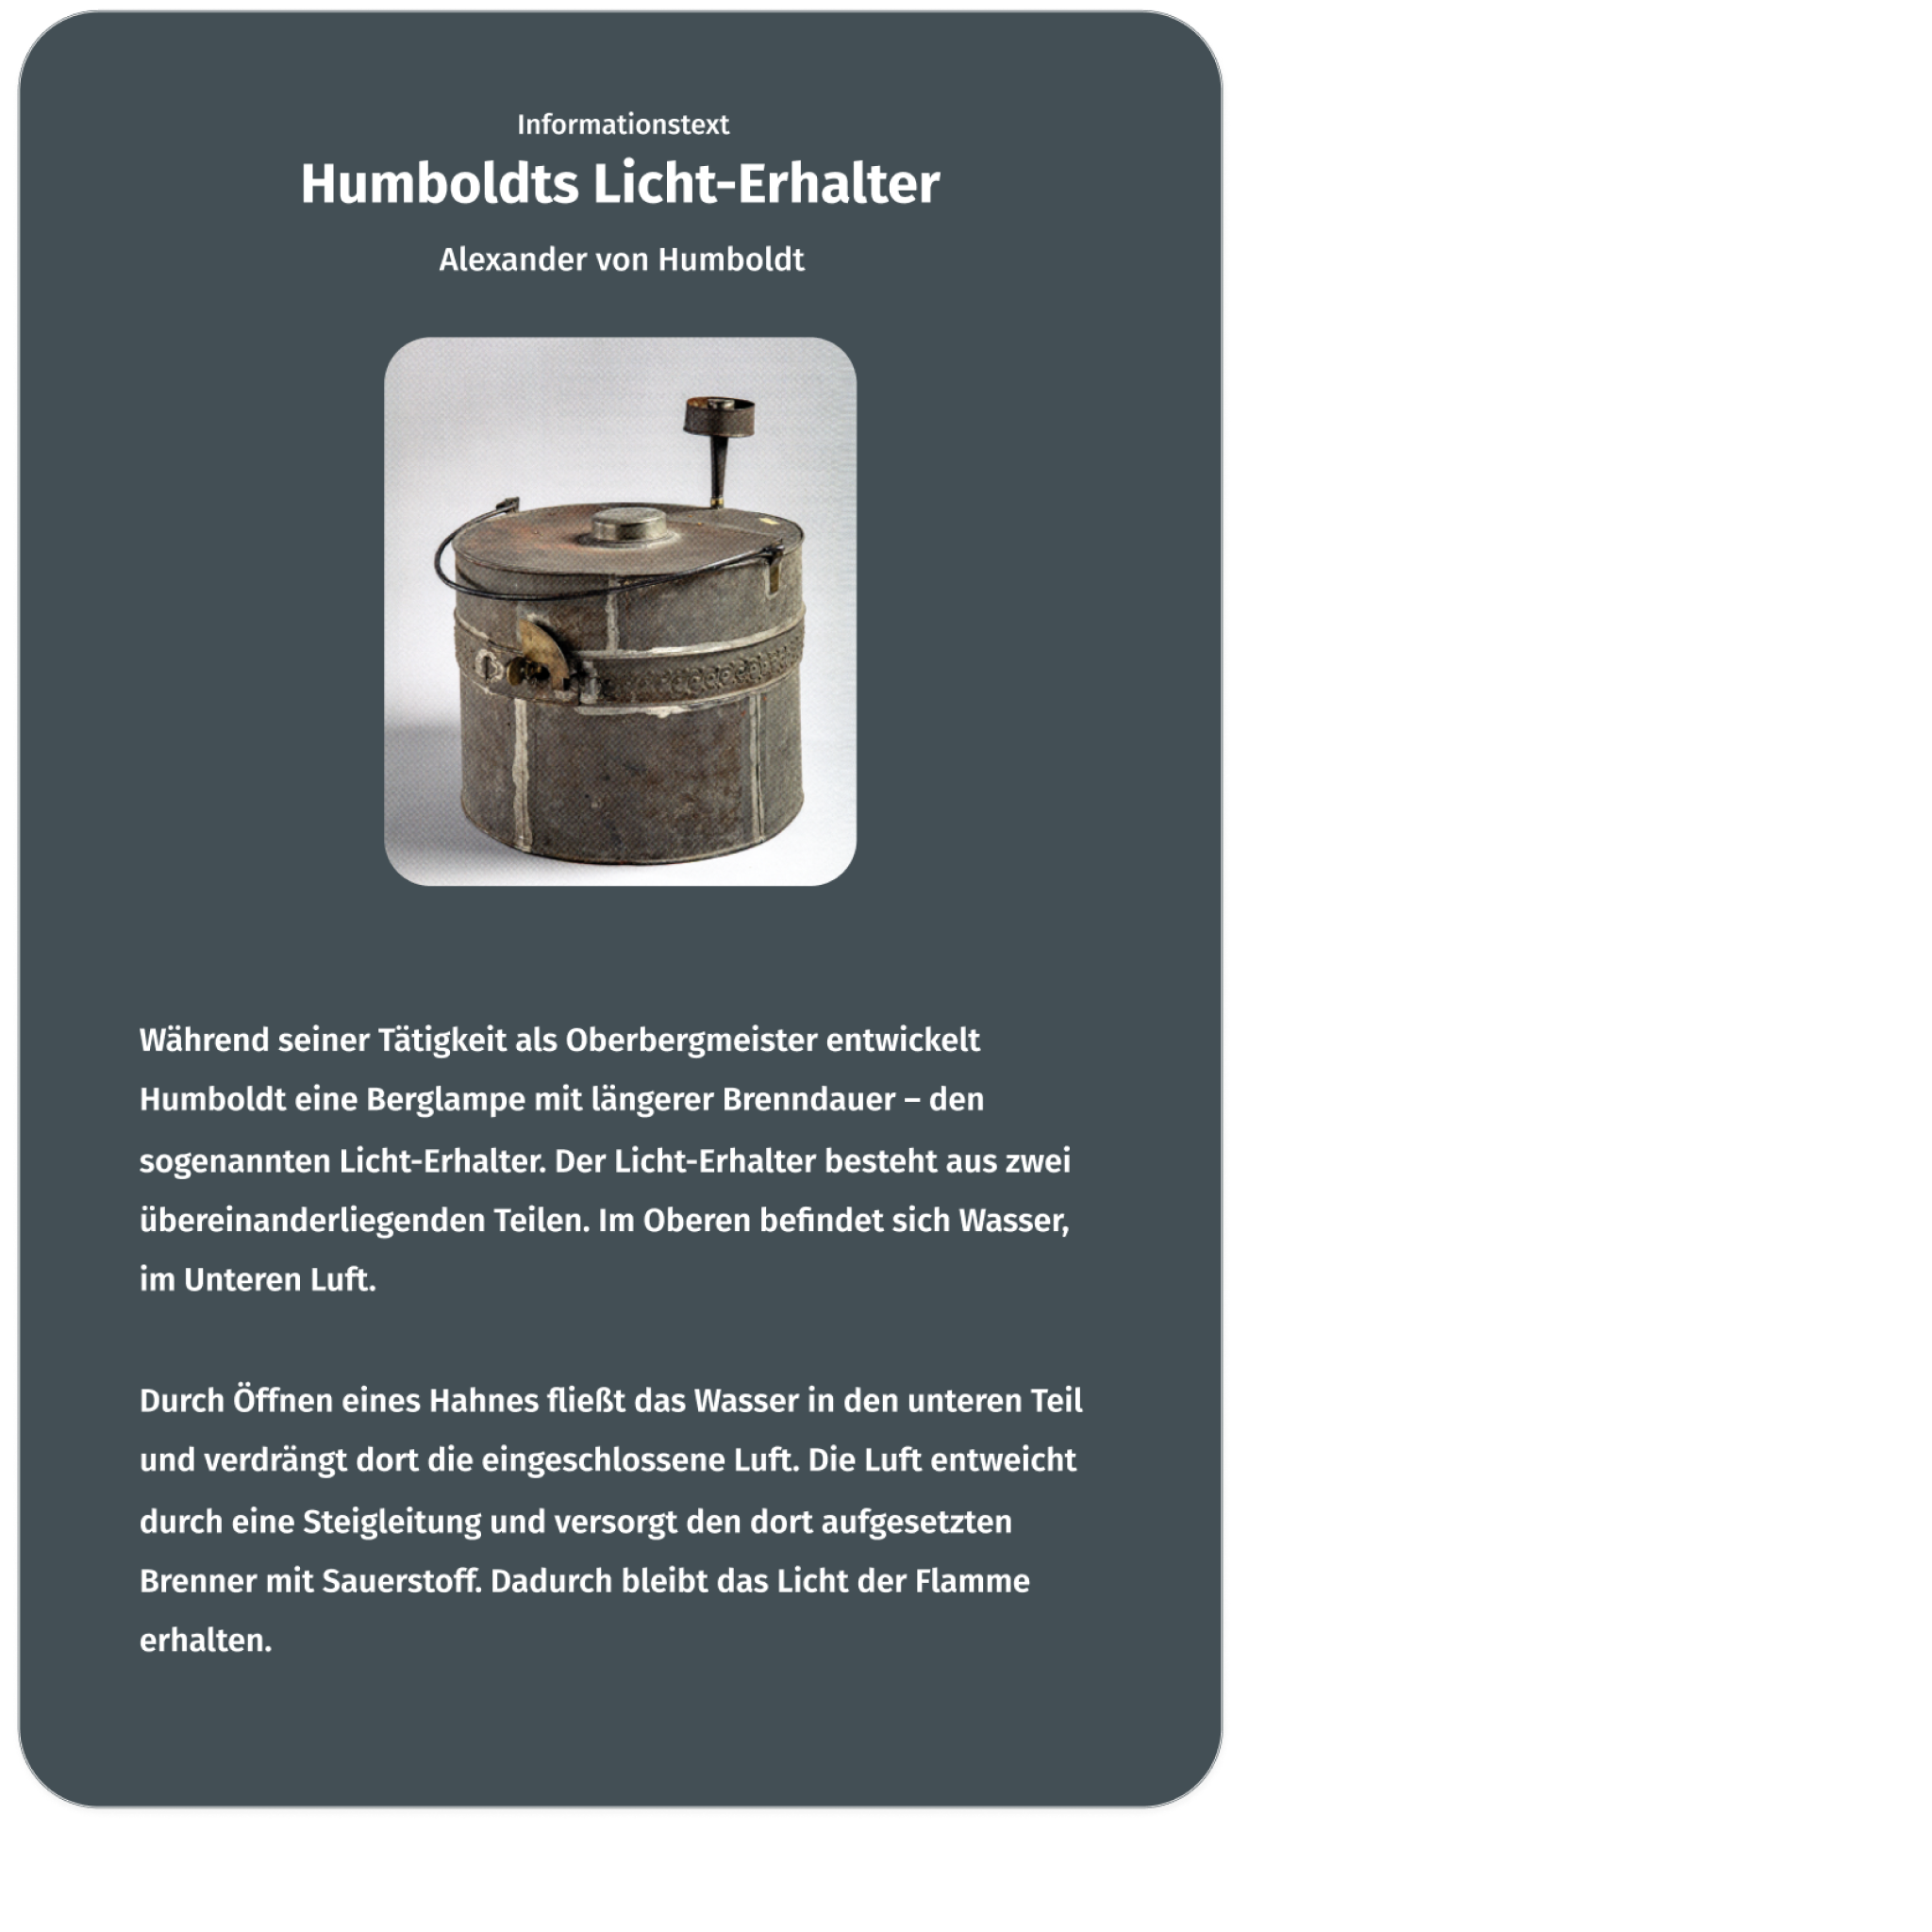 Informationstext
Humboldts Licht-Erhalter
Alexander von Humboldt
Während seiner Tätigkeit als Oberbergmeister entwickelt
Humboldt eine Berglampe mit längerer Brenndauer – den
sogenannten Licht-Erhalter. Der Licht-Erhalter besteht aus zwei
übereinanderliegenden Teilen. Im Oberen befindet sich Wasser,
im Unteren Luft.
Durch Öffnen eines Hahnes fließt das Wasser in den unteren Teil
und verdrängt dort die eingeschlossene Luft. Die Luft entweicht
durch eine Steigleitung und versorgt den dort aufgesetzten
Brenner mit Sauerstoff. Dadurch bleibt das Licht der Flamme
erhalten.